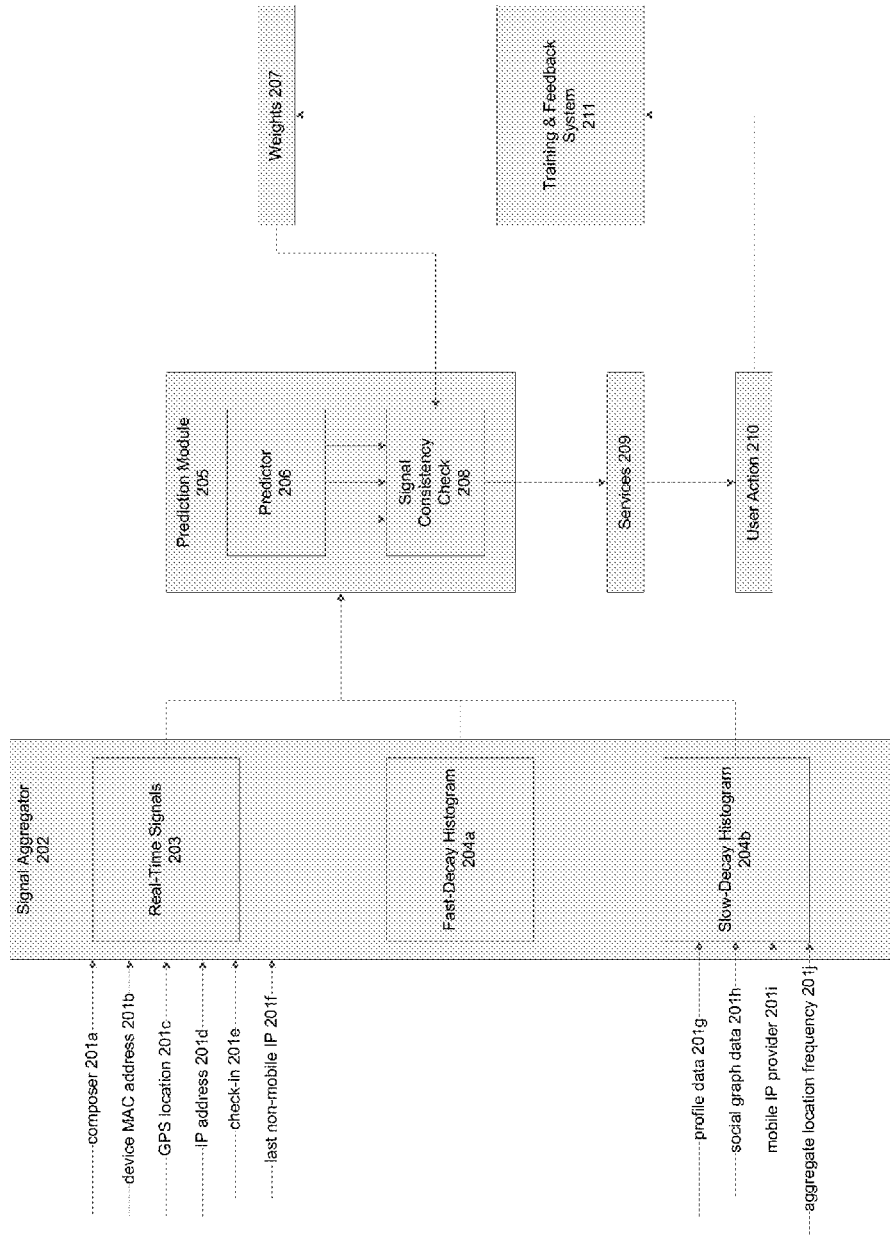 composer 201a
device MAC address 201b
GPS location 201c
IP address 201d
check-in 201e
last non-mobile IP 201f
profile data 201g
social graph data 201h
mobile IP provider 201i
aggregate location frequency 201j
Signal Aggregator
202
Real-Time Signals
203
Fast-Decay Histogram
204a
Slow-Decay Histogram
204b
Prediction Module
205
Predictor
206
Signal
Consistency
Check
208
Services 209
User Action 210
Weights 207
Training & Feedback
System
211